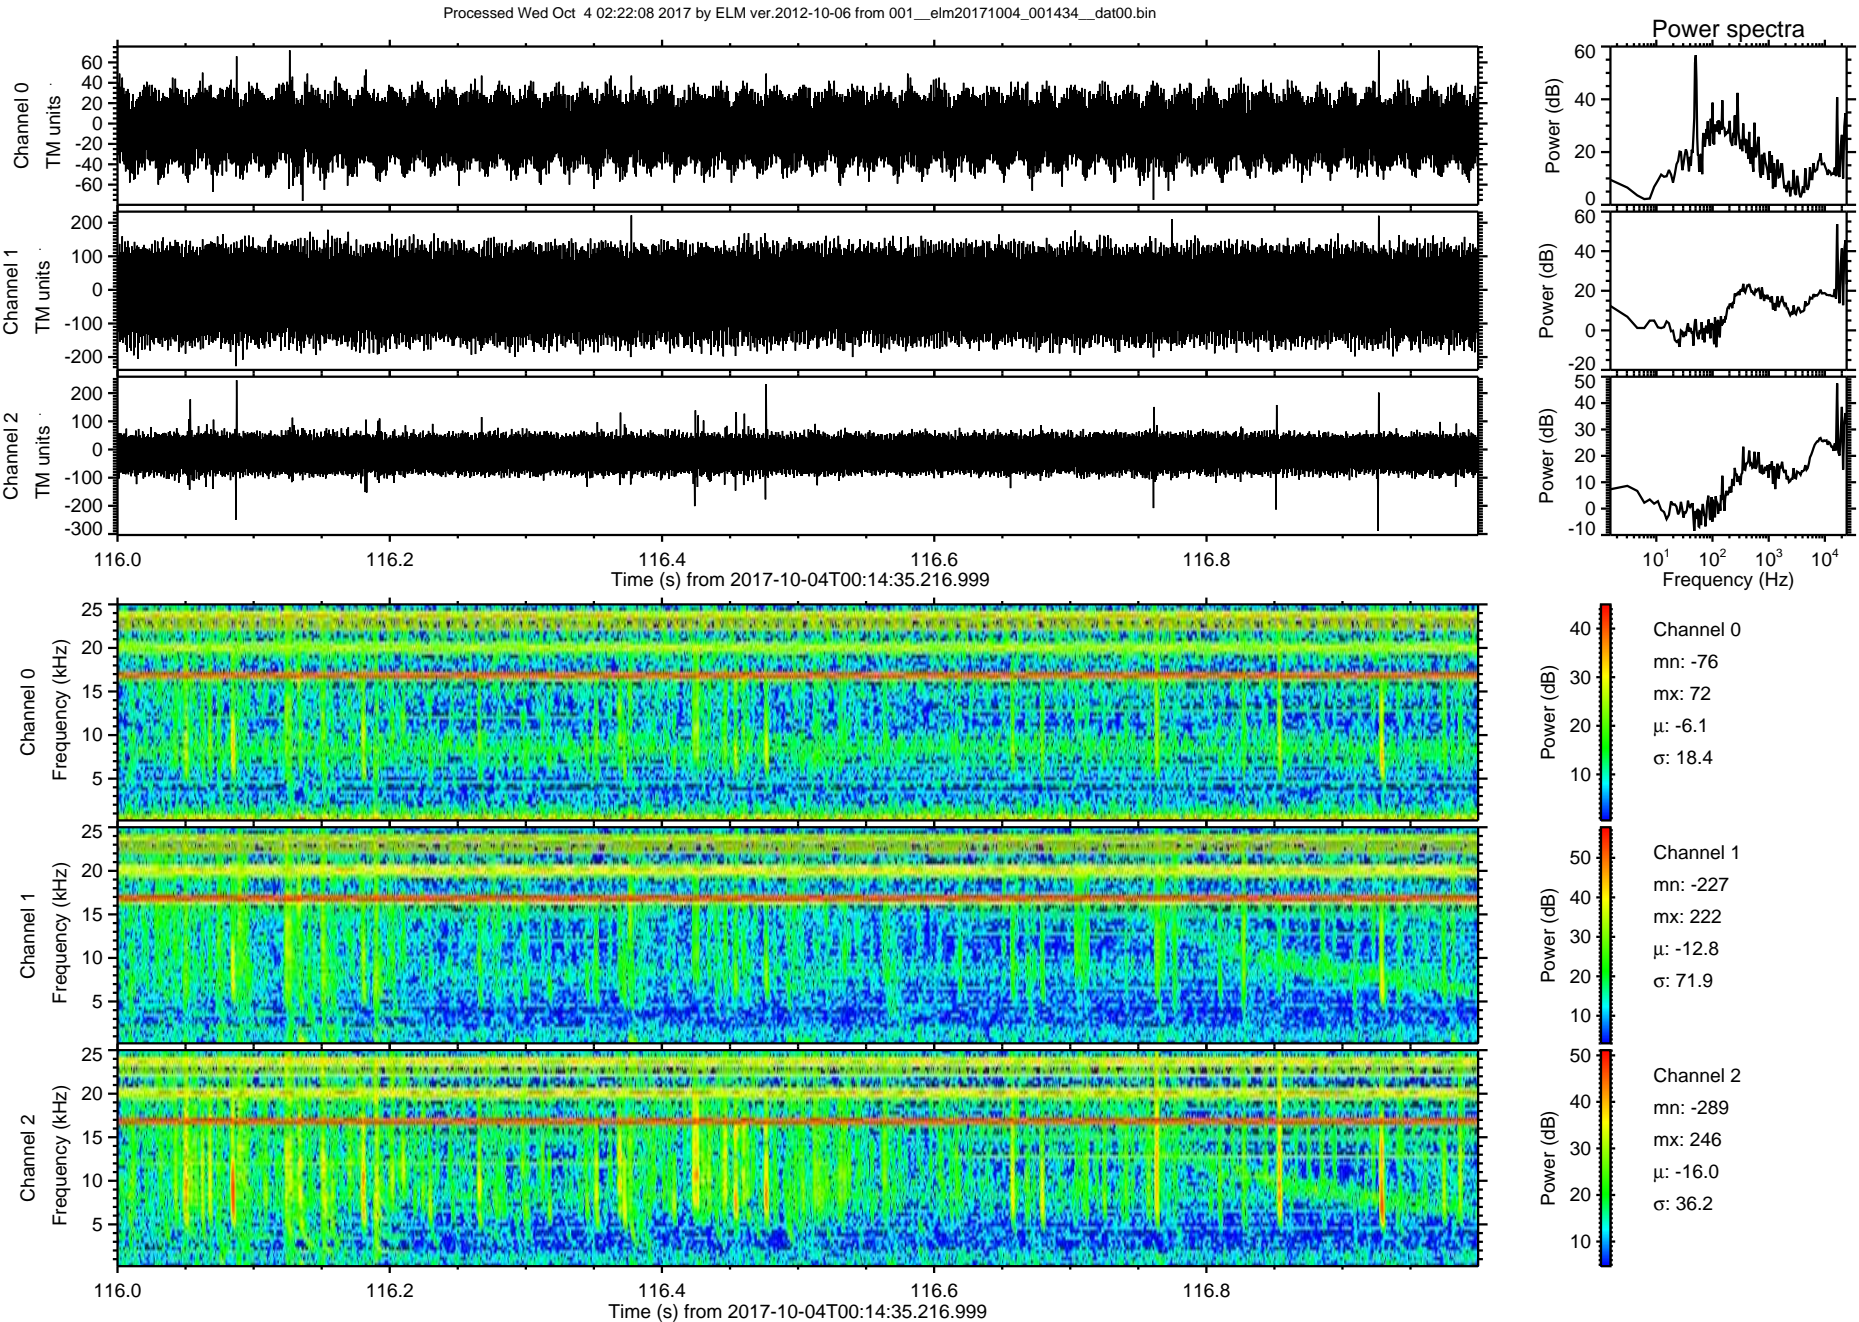 Processed Wed Oct  4 02:22:08 2017 by ELM ver.2012-10-06 from 001__elm20171004_001434__dat00.bin
Power spectra
Channel 0
TM units
60
40
20
0
-20
-40
-60
Power (dB)
60
40
20
0
Channel 1
TM units
200
100
0
-100
-200
Power (dB)
60
40
20
0
-20
Channel 2
TM units
200
100
0
-100
-200
-300
Power (dB)
50
40
30
20
10
0
-10
116.0 116.2 116.4 116.6 116.8
Time (s) from 2017-10-04T00:14:35.216.999
10^1 10^2 10^3 10^4
Frequency (Hz)
Channel 0
Frequency (kHz)
25
20
15
10
5
Power (dB)
40
30
20
10
Channel 0
mn: -76
mx: 72
μ: -6.1
σ: 18.4
Channel 1
Frequency (kHz)
25
20
15
10
5
Power (dB)
50
40
30
20
10
Channel 1
mn: -227
mx: 222
μ: -12.8
σ: 71.9
Channel 2
Frequency (kHz)
25
20
15
10
5
Power (dB)
50
40
30
20
10
Channel 2
mn: -289
mx: 246
μ: -16.0
σ: 36.2
116.0 116.2 116.4 116.6 116.8
Time (s) from 2017-10-04T00:14:35.216.999